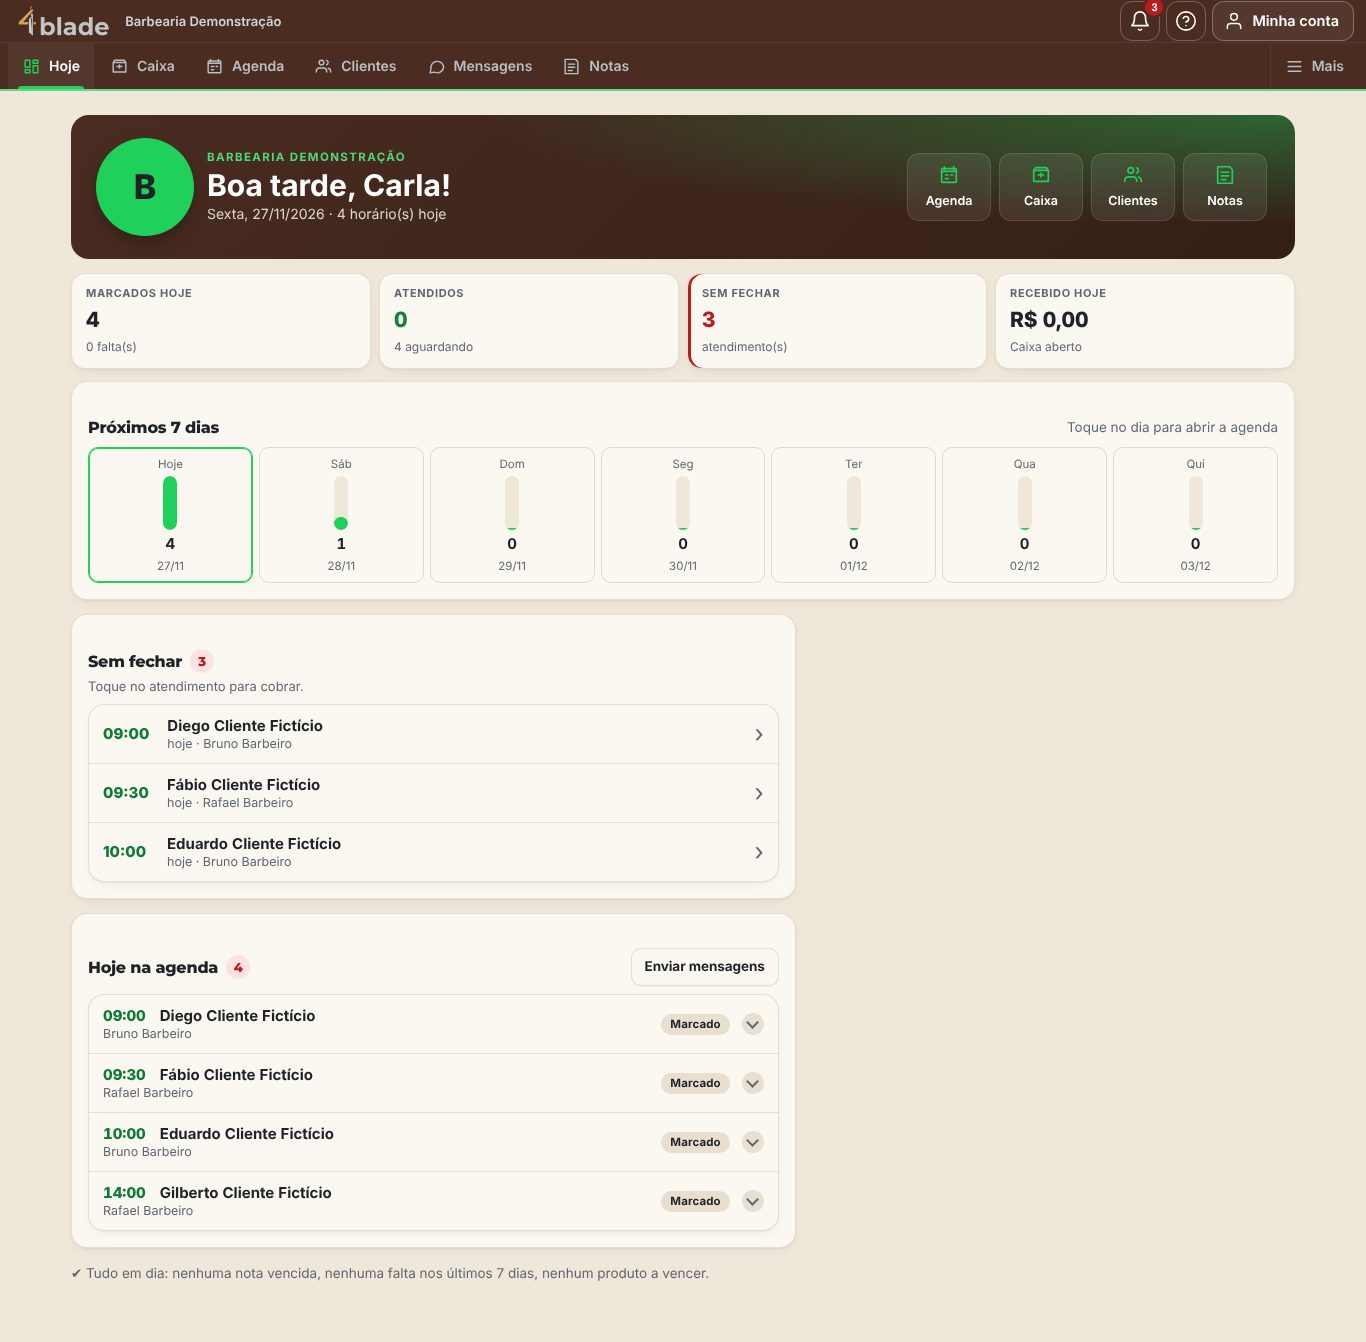 4blade
Barbearia Demonstração
3
Minha conta
Hoje
Caixa
Agenda
Clientes
Mensagens
Notas
Mais
B
BARBEARIA DEMONSTRAÇÃO
Boa tarde, Carla!
Sexta, 27/11/2026 · 4 horário(s) hoje
Agenda
Caixa
Clientes
Notas
MARCADOS HOJE
4
0 falta(s)
ATENDIDOS
0
4 aguardando
SEM FECHAR
3
atendimento(s)
RECEBIDO HOJE
R$ 0,00
Caixa aberto
Próximos 7 dias
Toque no dia para abrir a agenda
Hoje
4
27/11
Sáb
1
28/11
Dom
0
29/11
Seg
0
30/11
Ter
0
01/12
Qua
0
02/12
Qui
0
03/12
Sem fechar 3
Toque no atendimento para cobrar.
09:00 Diego Cliente Fictício
hoje · Bruno Barbeiro
09:30 Fábio Cliente Fictício
hoje · Rafael Barbeiro
10:00 Eduardo Cliente Fictício
hoje · Bruno Barbeiro
Hoje na agenda 4
Enviar mensagens
09:00 Diego Cliente Fictício
Bruno Barbeiro
Marcado
09:30 Fábio Cliente Fictício
Rafael Barbeiro
Marcado
10:00 Eduardo Cliente Fictício
Bruno Barbeiro
Marcado
14:00 Gilberto Cliente Fictício
Rafael Barbeiro
Marcado
✔ Tudo em dia: nenhuma nota vencida, nenhuma falta nos últimos 7 dias, nenhum produto a vencer.